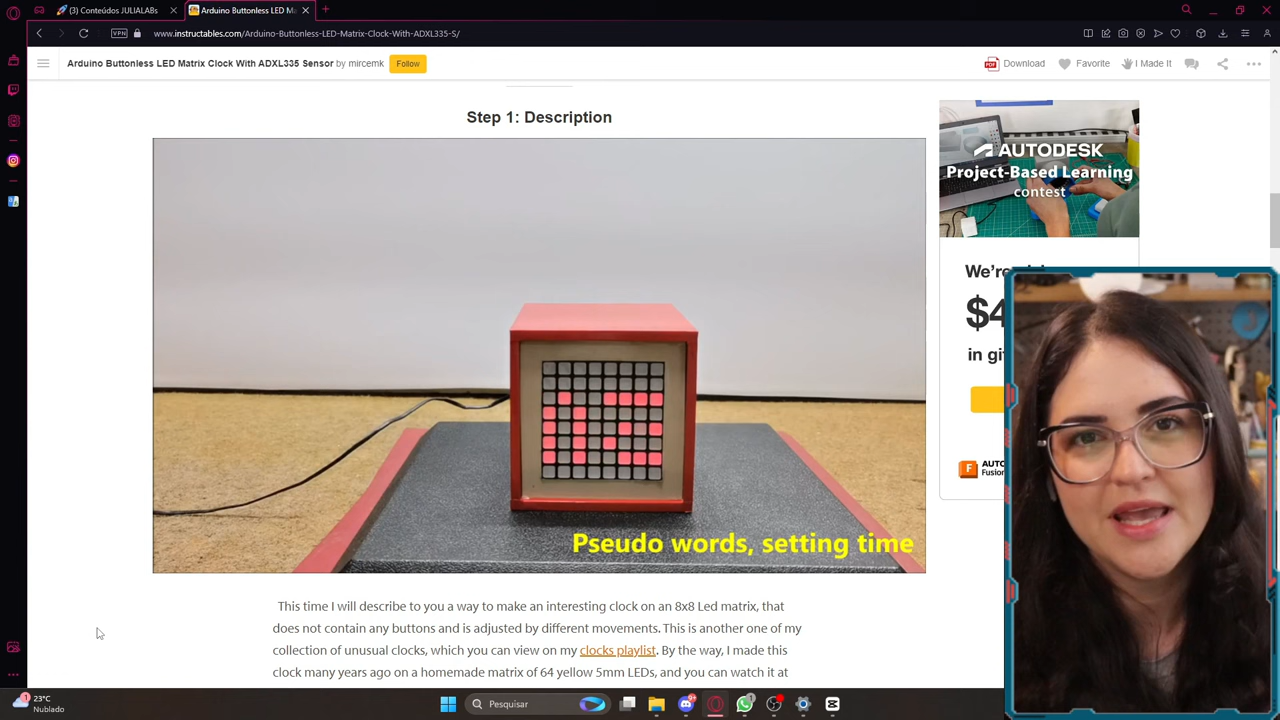 (3) Conteúdos JULIALABs
Arduino Buttonless LED M
VPN
www.instructables.com/Arduino-Buttonless-LED-Matrix-Clock-With-ADXL335-S/
Arduino Buttonless LED Matrix Clock With ADXL335 Sensor by mircemk
Follow
PDF
Download
Favorite
I Made It
Step 1: Description
AUTODESK
Project-Based Learning
contest
We're
$4
in gi
AUT
Fusion
Pseudo words, setting time
This time I will describe to you a way to make an interesting clock on an 8x8 Led matrix, that
does not contain any buttons and is adjusted by different movements. This is another one of my
collection of unusual clocks, which you can view on my clocks playlist. By the way, I made this
clock many years ago on a homemade matrix of 64 yellow 5mm LEDs, and you can watch it at
1
23°C
Nublado
Pesquisar
9+